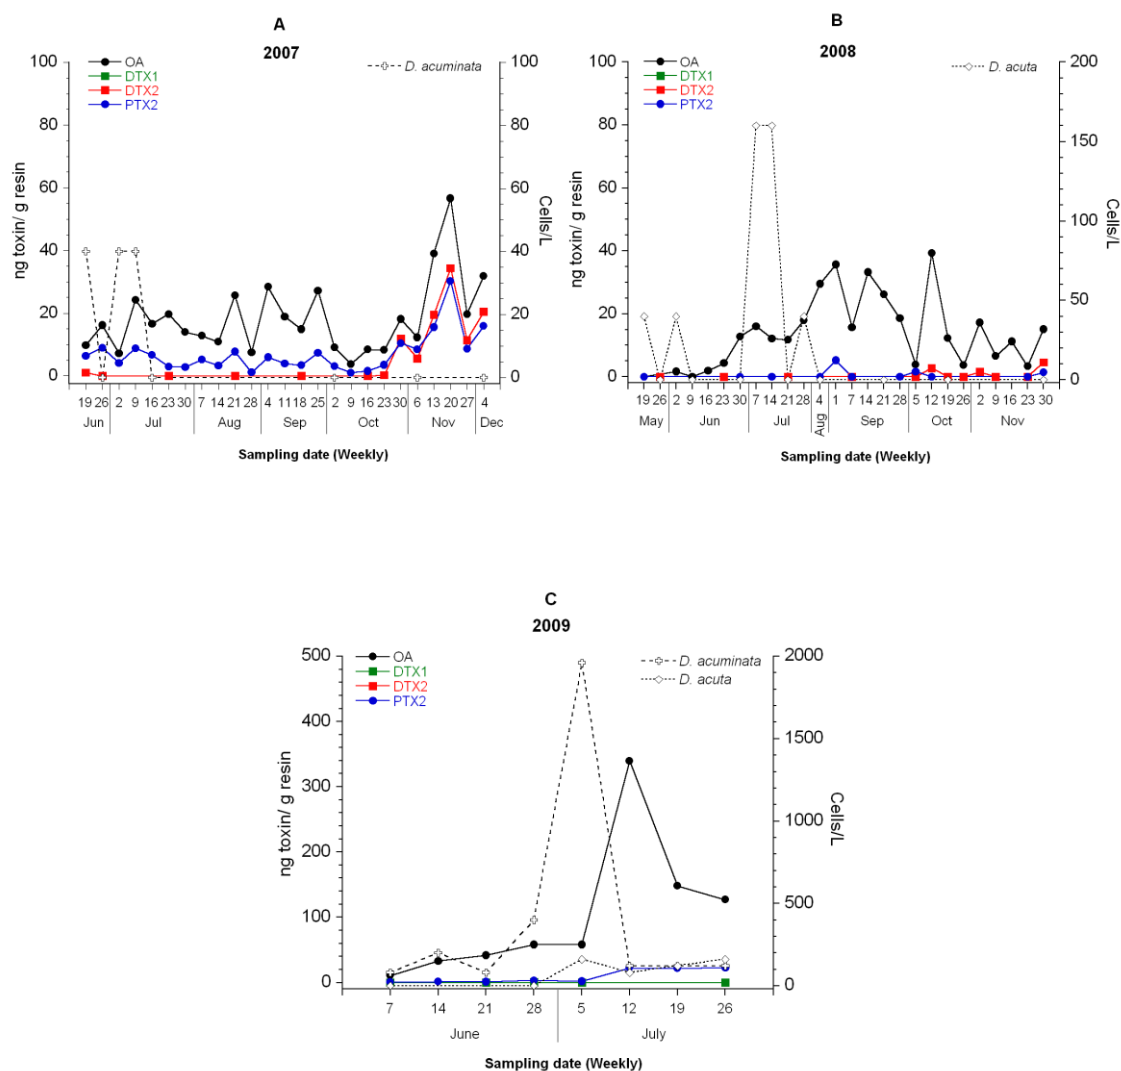 A
2007
OA
DTX1
DTX2
PTX2
D. acuminata
100
80
60
40
20
0
ng toxin/ g resin
100
80
60
40
20
0
Cells/L
19 26 2 9 16 23 30 7 14 21 28 4 11 18 25 2 9 16 23 30 6 13 20 27 4
Jun Jul Aug Sep Oct Nov Dec
Sampling date (Weekly)
B
2008
OA
DTX1
DTX2
PTX2
D. acuta
100
80
60
40
20
0
ng toxin/ g resin
200
150
100
50
0
Cells/L
19 26 2 9 16 23 30 7 14 21 28 4 1 7 14 21 28 5 12 19 26 2 9 16 23 30
May Jun Jul Aug Sep Oct Nov
Sampling date (Weekly)
C
2009
OA
DTX1
DTX2
PTX2
D. acuminata
D. acuta
500
400
300
200
100
0
ng toxin/ g resin
2000
1500
1000
500
0
Cells/L
7 14 21 28 5 12 19 26
June July
Sampling date (Weekly)